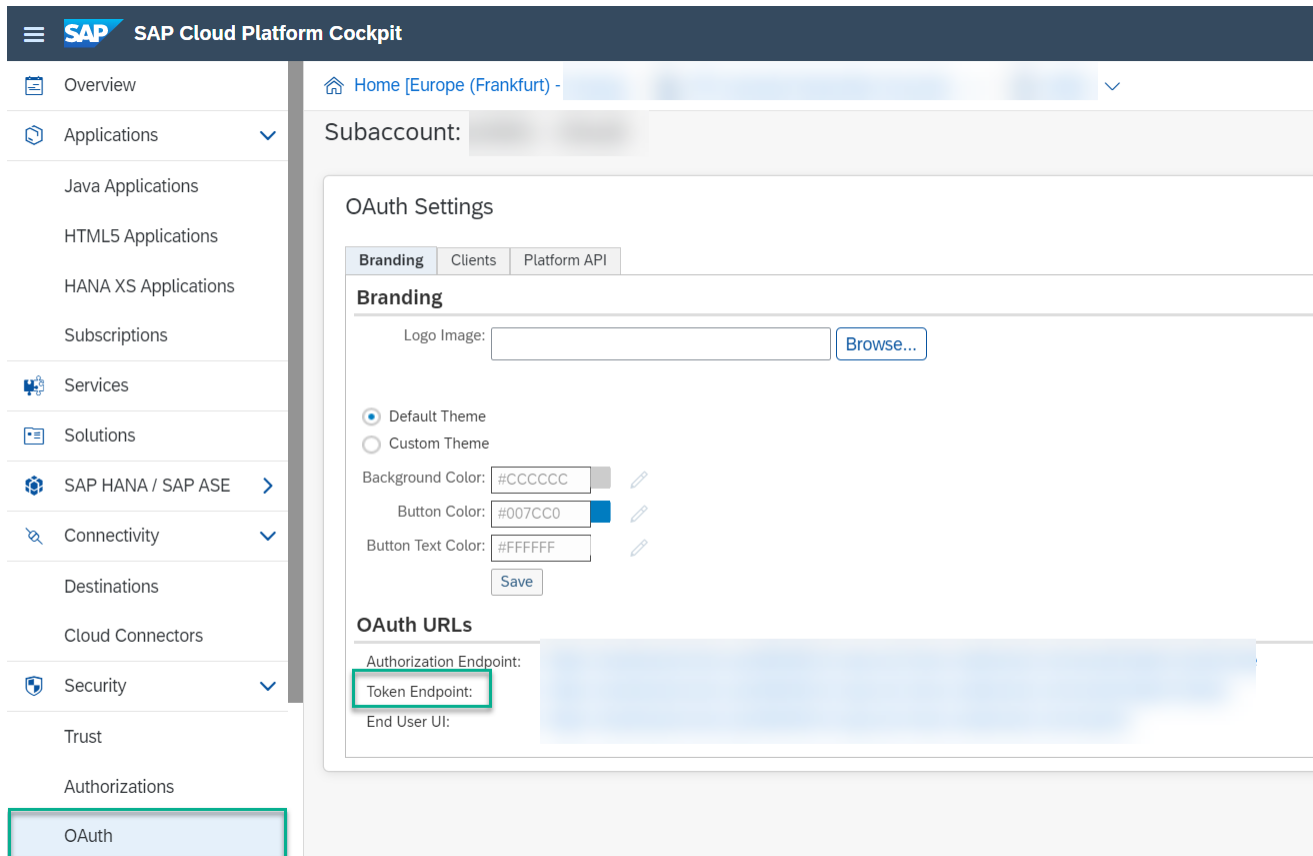 SAP SAP Cloud Platform Cockpit
Overview
Applications
Java Applications
HTML5 Applications
HANA XS Applications
Subscriptions
Services
Solutions
SAP HANA / SAP ASE
Connectivity
Destinations
Cloud Connectors
Security
Trust
Authorizations
OAuth
Home [Europe (Frankfurt) -
Subaccount:
OAuth Settings
Branding Clients Platform API
Branding
Logo Image: Browse...
Default Theme
Custom Theme
Background Color: #CCCCCC
Button Color: #007CC0
Button Text Color: #FFFFFF
Save
OAuth URLs
Authorization Endpoint:
Token Endpoint:
End User UI: